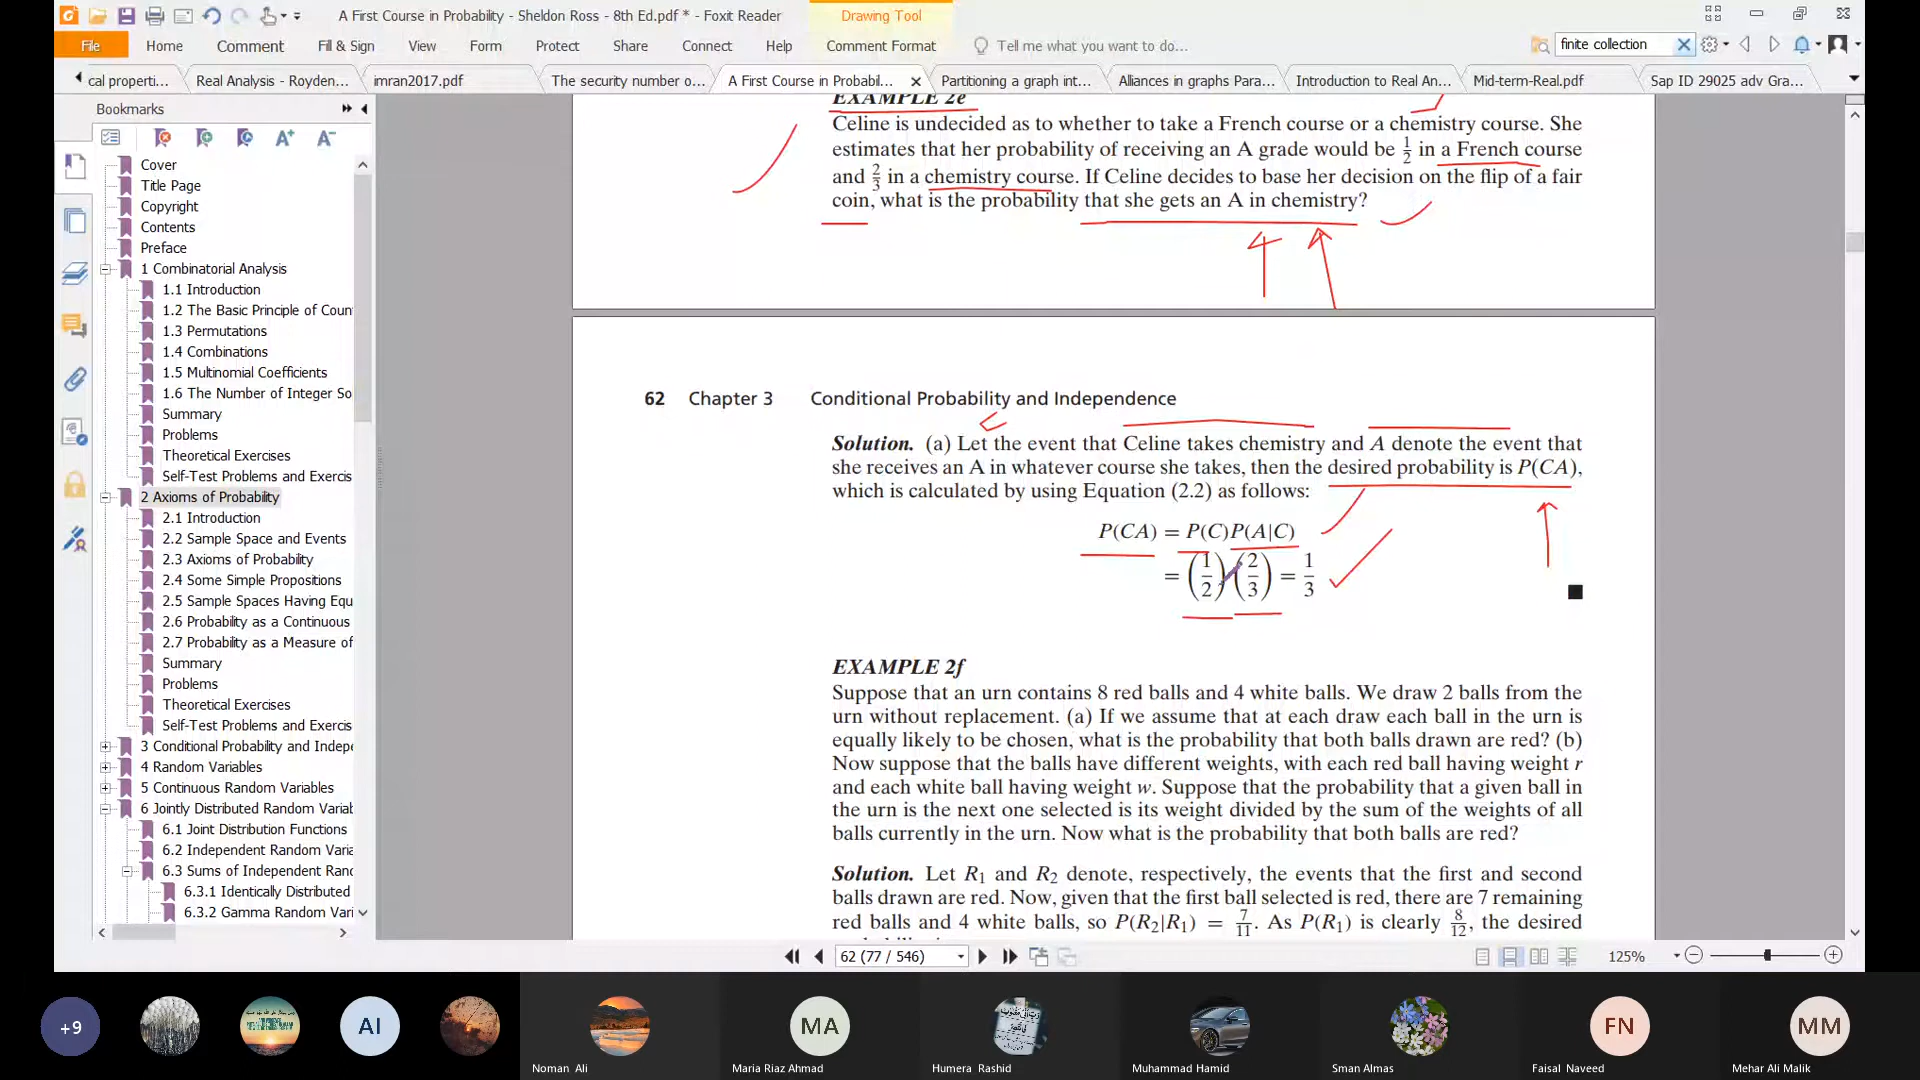 A First Course in Probability - Sheldon Ross - 8th Ed.pdf * - Foxit Reader
Drawing Tool
File
Home
Comment
Fill & Sign
View
Form
Protect
Share
Connect
Help
Comment Format
Tell me what you want to do...
finite collection
cal properti...
Real Analysis - Royden...
imran2017.pdf
The security number o...
A First Course in Probabil...
Partitioning a graph int...
Alliances in graphs Para...
Introduction to Real An...
Mid-term-Real.pdf
Sap ID 29025 adv Gra...
Bookmarks
Cover
Title Page
Copyright
Contents
Preface
1 Combinatorial Analysis
1.1 Introduction
1.2 The Basic Principle of Coun
1.3 Permutations
1.4 Combinations
1.5 Multinomial Coefficients
1.6 The Number of Integer So
Summary
Problems
Theoretical Exercises
Self-Test Problems and Exercis
2 Axioms of Probability
2.1 Introduction
2.2 Sample Space and Events
2.3 Axioms of Probability
2.4 Some Simple Propositions
2.5 Sample Spaces Having Equ
2.6 Probability as a Continuous
2.7 Probability as a Measure of
Summary
Problems
Theoretical Exercises
Self-Test Problems and Exercis
3 Conditional Probability and Indepe
4 Random Variables
5 Continuous Random Variables
6 Jointly Distributed Random Variab
6.1 Joint Distribution Functions
6.2 Independent Random Varia
6.3 Sums of Independent Ranc
6.3.1 Identically Distributed
6.3.2 Gamma Random Vari
EXAMPLE 2e
Celine is undecided as to whether to take a French course or a chemistry course. She
estimates that her probability of receiving an A grade would be 1/2 in a French course
and 2/3 in a chemistry course. If Celine decides to base her decision on the flip of a fair
coin, what is the probability that she gets an A in chemistry?
62 Chapter 3 Conditional Probability and Independence
Solution. (a) Let the event that Celine takes chemistry and A denote the event that
she receives an A in whatever course she takes, then the desired probability is P(CA),
which is calculated by using Equation (2.2) as follows:
P(CA) = P(C)P(A|C)
= (1/2)(2/3) = 1/3
EXAMPLE 2f
Suppose that an urn contains 8 red balls and 4 white balls. We draw 2 balls from the
urn without replacement. (a) If we assume that at each draw each ball in the urn is
equally likely to be chosen, what is the probability that both balls drawn are red? (b)
Now suppose that the balls have different weights, with each red ball having weight r
and each white ball having weight w. Suppose that the probability that a given ball in
the urn is the next one selected is its weight divided by the sum of the weights of all
balls currently in the urn. Now what is the probability that both balls are red?
Solution. Let R₁ and R₂ denote, respectively, the events that the first and second
balls drawn are red. Now, given that the first ball selected is red, there are 7 remaining
red balls and 4 white balls, so P(R₂|R₁) = 7/11. As P(R₁) is clearly 8/12, the desired
62 (77 / 546)
125%
+9
AI
MA
FN
MM
Noman Ali
Maria Riaz Ahmad
Humera Rashid
Muhammad Hamid
Sman Almas
Faisal Naveed
Mehar Ali Malik